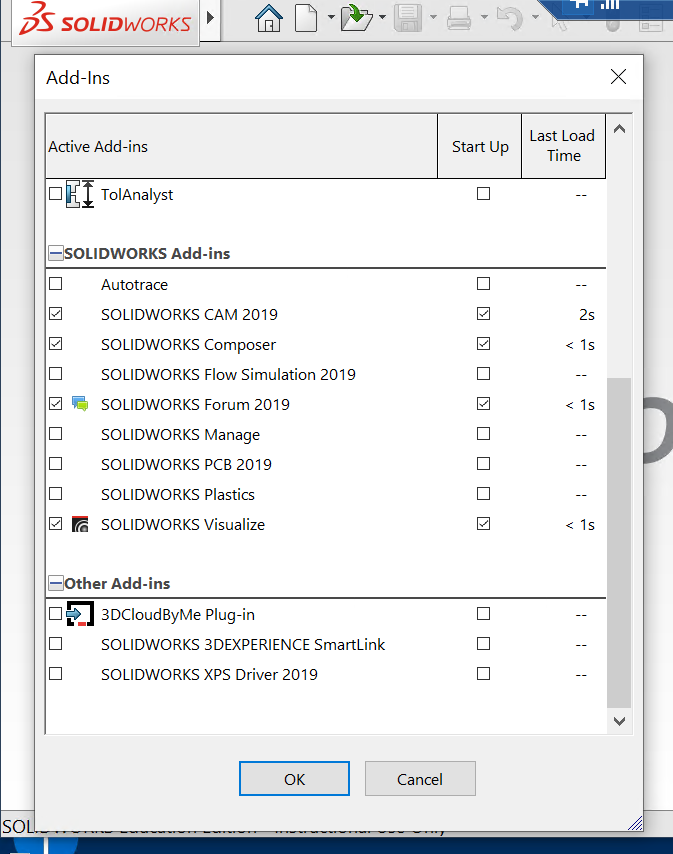 SOLIDWORKS
Add-Ins
Active Add-ins Start Up Last Load Time
TolAnalyst --
SOLIDWORKS Add-ins
Autotrace --
SOLIDWORKS CAM 2019 2s
SOLIDWORKS Composer < 1s
SOLIDWORKS Flow Simulation 2019 --
SOLIDWORKS Forum 2019 < 1s
SOLIDWORKS Manage --
SOLIDWORKS PCB 2019 --
SOLIDWORKS Plastics --
SOLIDWORKS Visualize < 1s
Other Add-ins
3DCloudByMe Plug-in --
SOLIDWORKS 3DEXPERIENCE SmartLink --
SOLIDWORKS XPS Driver 2019 --
OK Cancel
SOLIDWORKS Education Edition - Instructional Use Only